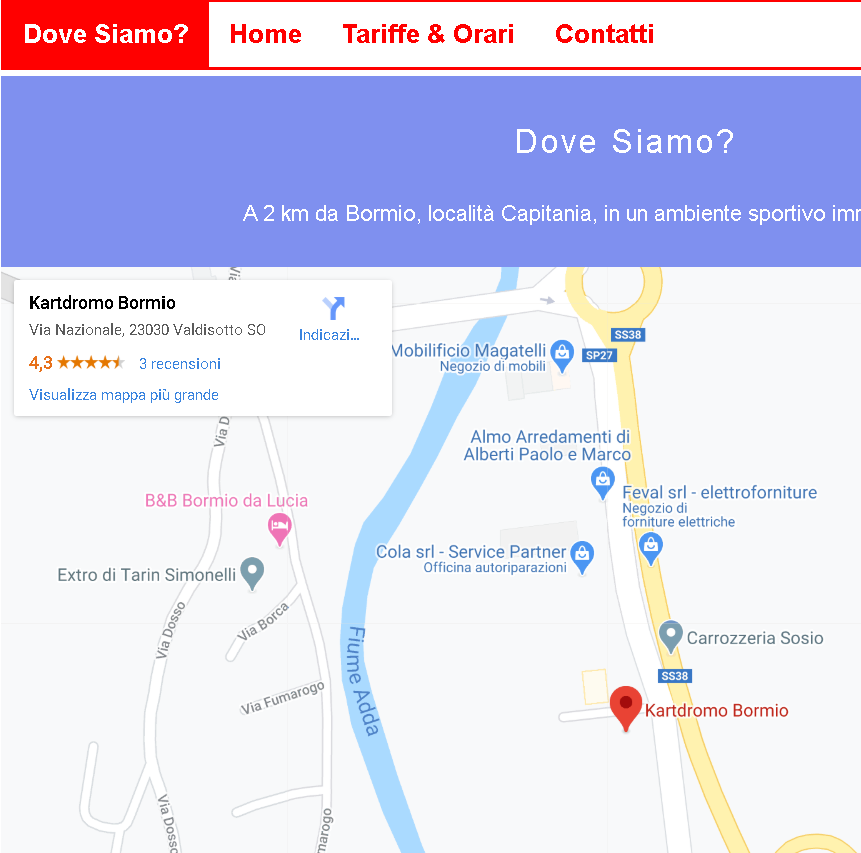 Dove Siamo? Home Tariffe & Orari Contatti
Dove Siamo?
A 2 km da Bormio, località Capitania, in un ambiente sportivo
Kartdromo Bormio
Via Nazionale, 23030 Valdisotto SO
Indicazi...
4,3 3 recensioni
Visualizza mappa più grande
SS38
SP27
Mobilificio Magatelli
Negozio di mobili
Almo Arredamenti di
Alberti Paolo e Marco
Feval srl - elettroforniture
Negozio di
forniture elettriche
B&B Bormio da Lucia
Cola srl - Service Partner
Officina autoriparazioni
Extro di Tarin Simonelli
Via Borca
Via Dosso
Fiume Adda
Carrozzeria Sosio
SS38
Via Fumarogo
Kartdromo Bormio
Via Dosso